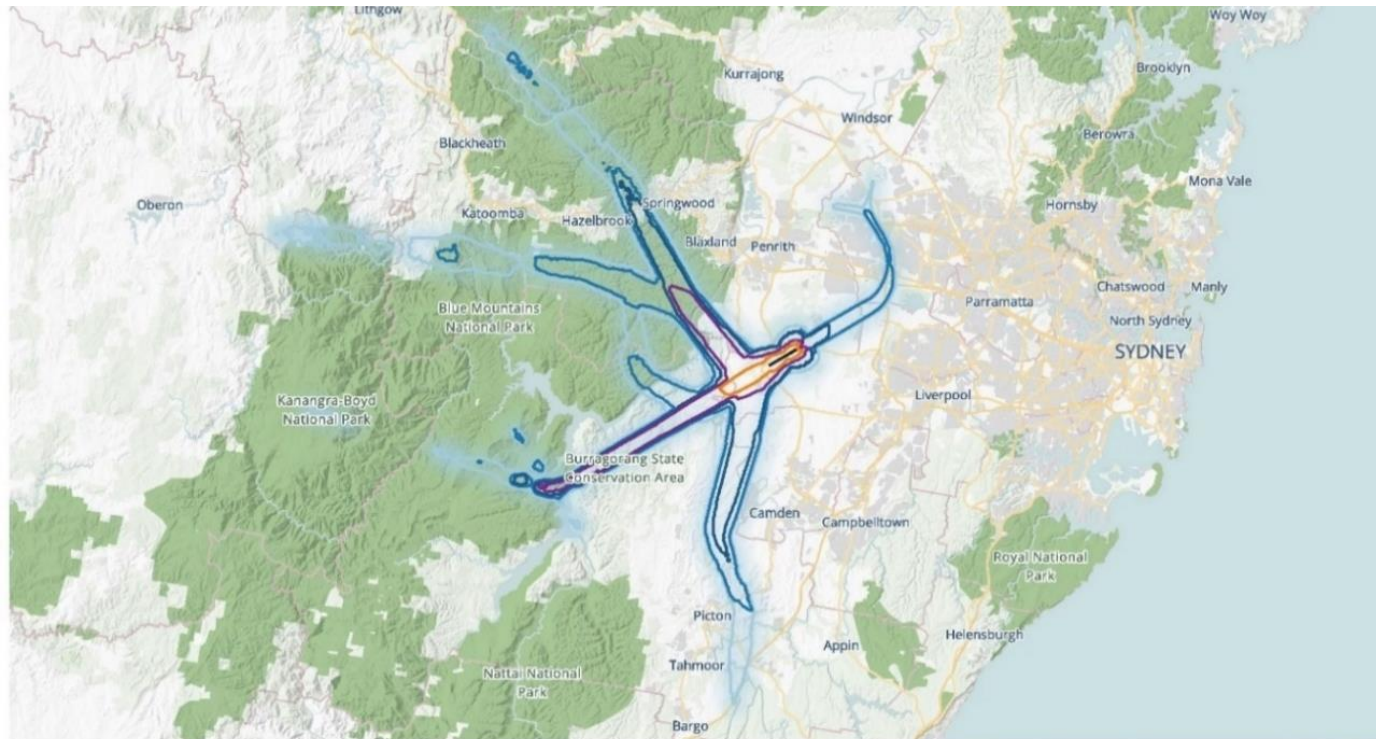 Lithgow
Woy Woy
Kurrajong
Brooklyn
Windsor
Blackheath
Berowra
Mona Vale
Oberon
Katoomba
Springwood
Hornsby
Hazelbrook
Blaxland
Penrith
Chatswood
Manly
Parramatta
Blue Mountains
National Park
North Sydney
SYDNEY
Kanangra-Boyd
National Park
Liverpool
Burragorang State
Conservation Area
Camden
Campbelltown
Royal National
Park
Picton
Helensburgh
Appin
Tahmoor
Nattai National
Park
Bargo